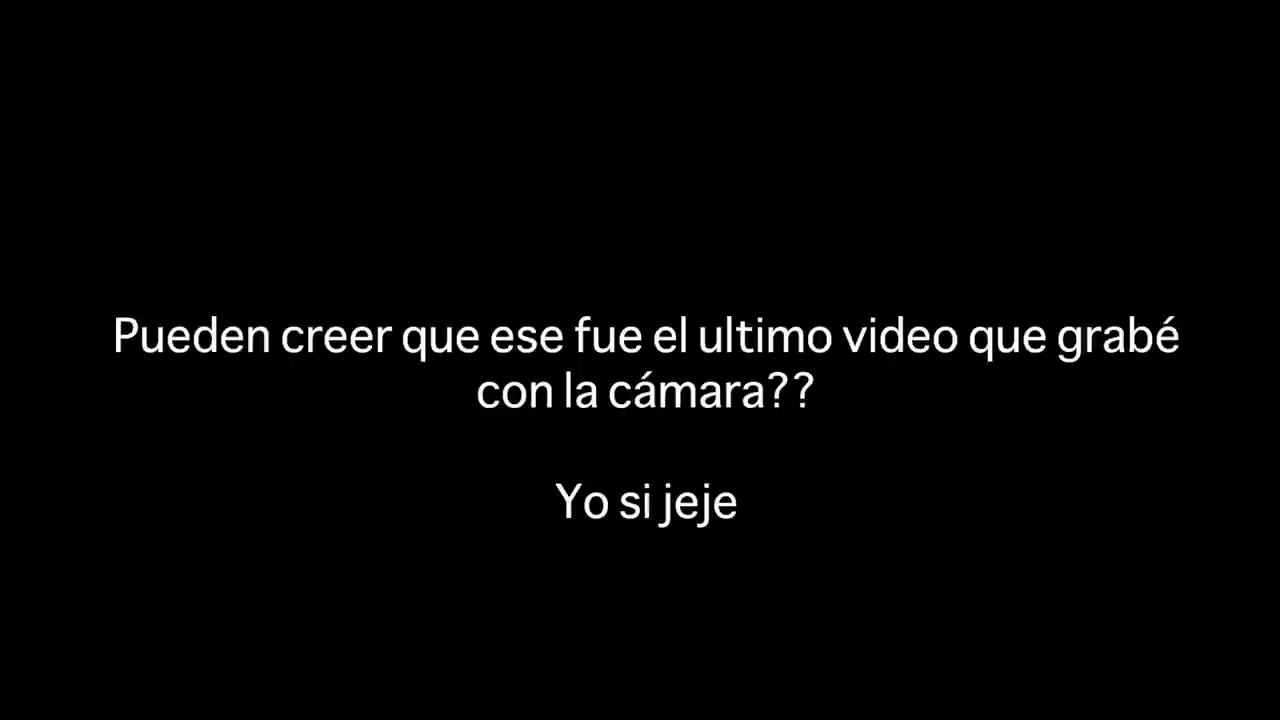 Pueden creer que ese fue el ultimo video que grabé
con la cámara??
Yo si jeje